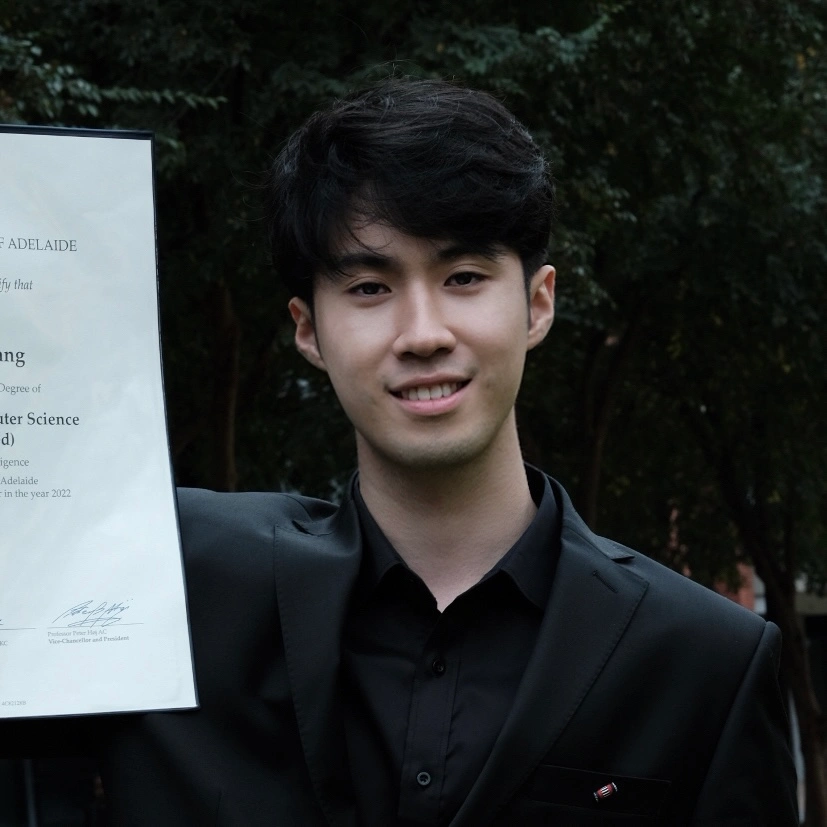 F ADELAIDE
ify that
ng
Degree of
uter Science
d)
igence
Adelaide
r in the year 2022
Professor Peter Høj AC
Vice-Chancellor and President